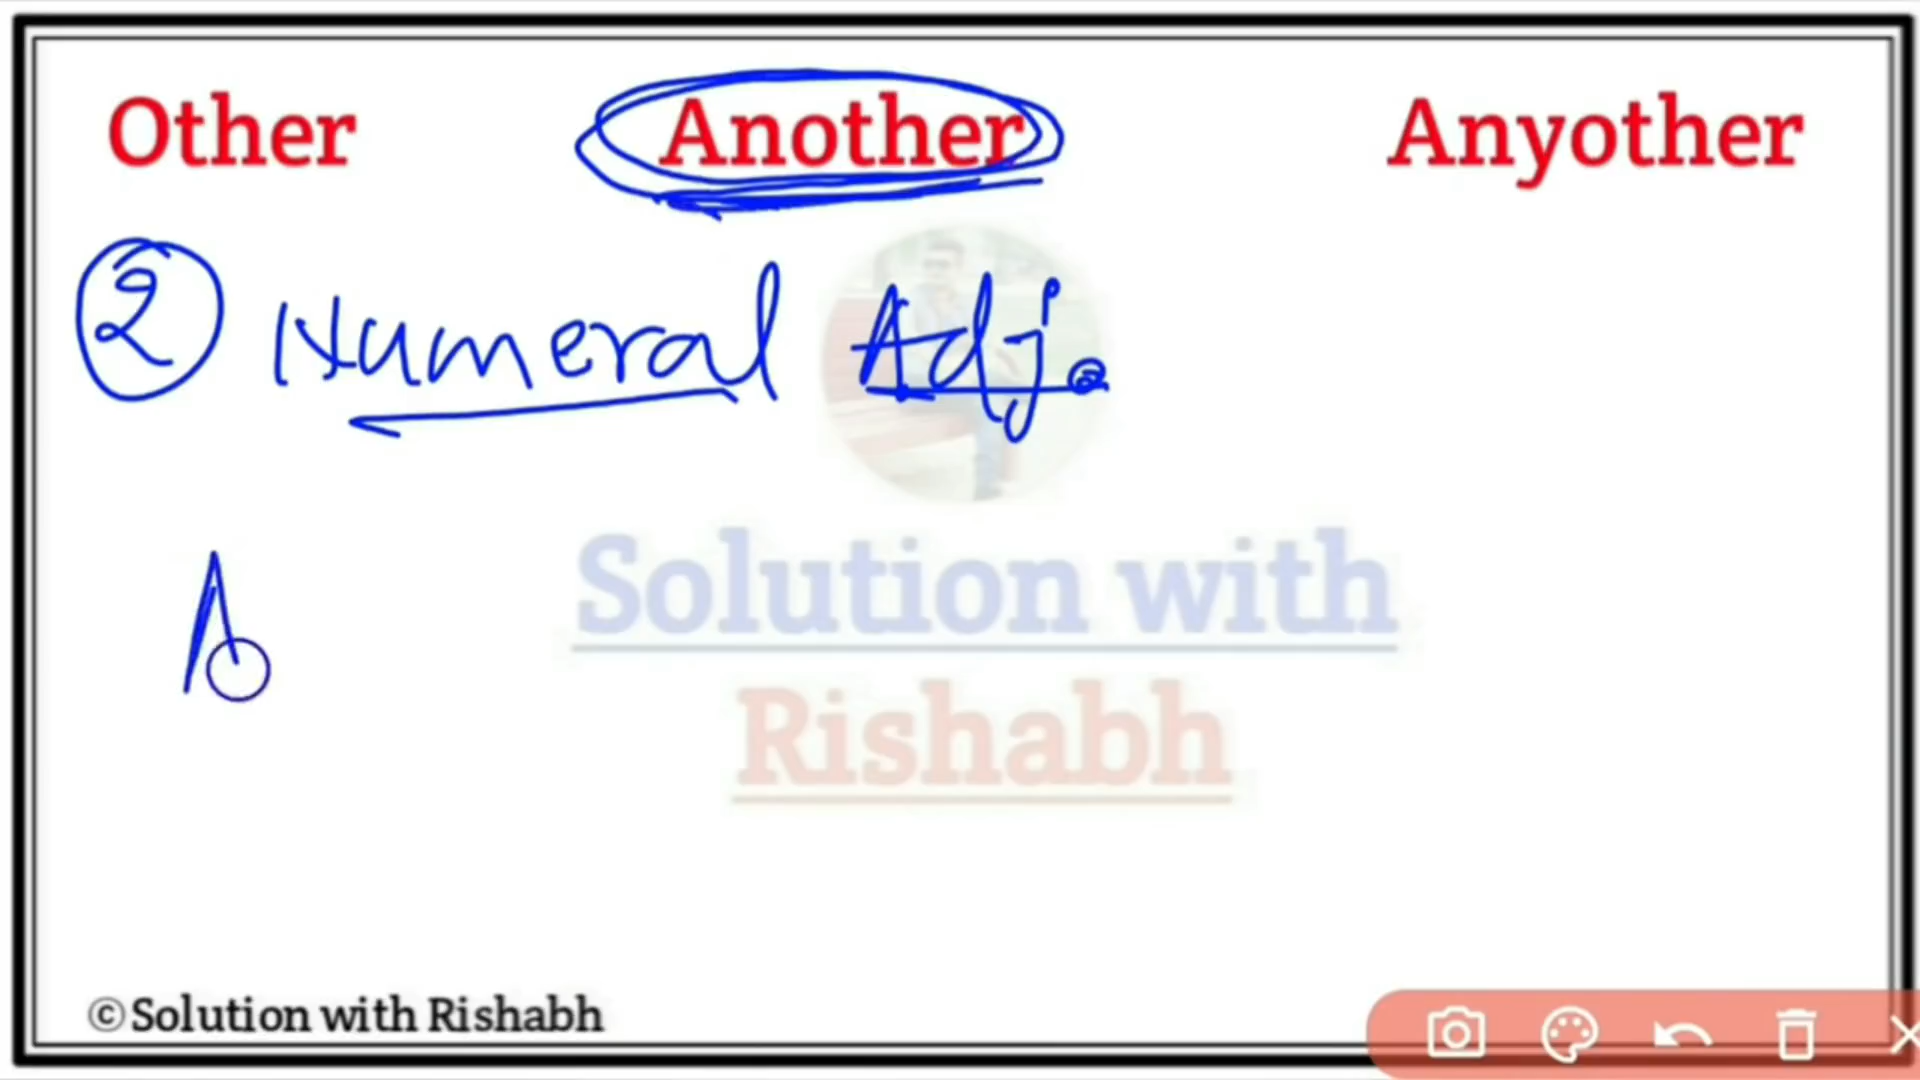 Other Another Anyother
2 Numeral Adj.
A
Solution with
Rishabh
©Solution with Rishabh